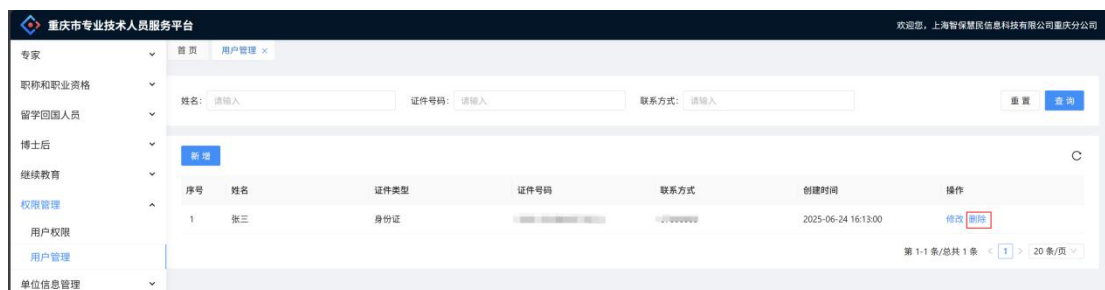 重庆市专业技术人员服务平台
欢迎您，上海智保慧民信息科技有限公司重庆分公司
专家
职称和职业资格
留学回国人员
博士后
继续教育
权限管理
用户权限
用户管理
单位信息管理
首页 用户管理 ×
姓名： 请输入 证件号码： 请输入 联系方式： 请输入 重置 查询
新增
序号 姓名 证件类型 证件号码 联系方式 创建时间 操作
1 张三 身份证 2025-06-24 16:13:00 修改 删除
第 1-1 条/总共 1 条 < 1 > 20 条/页